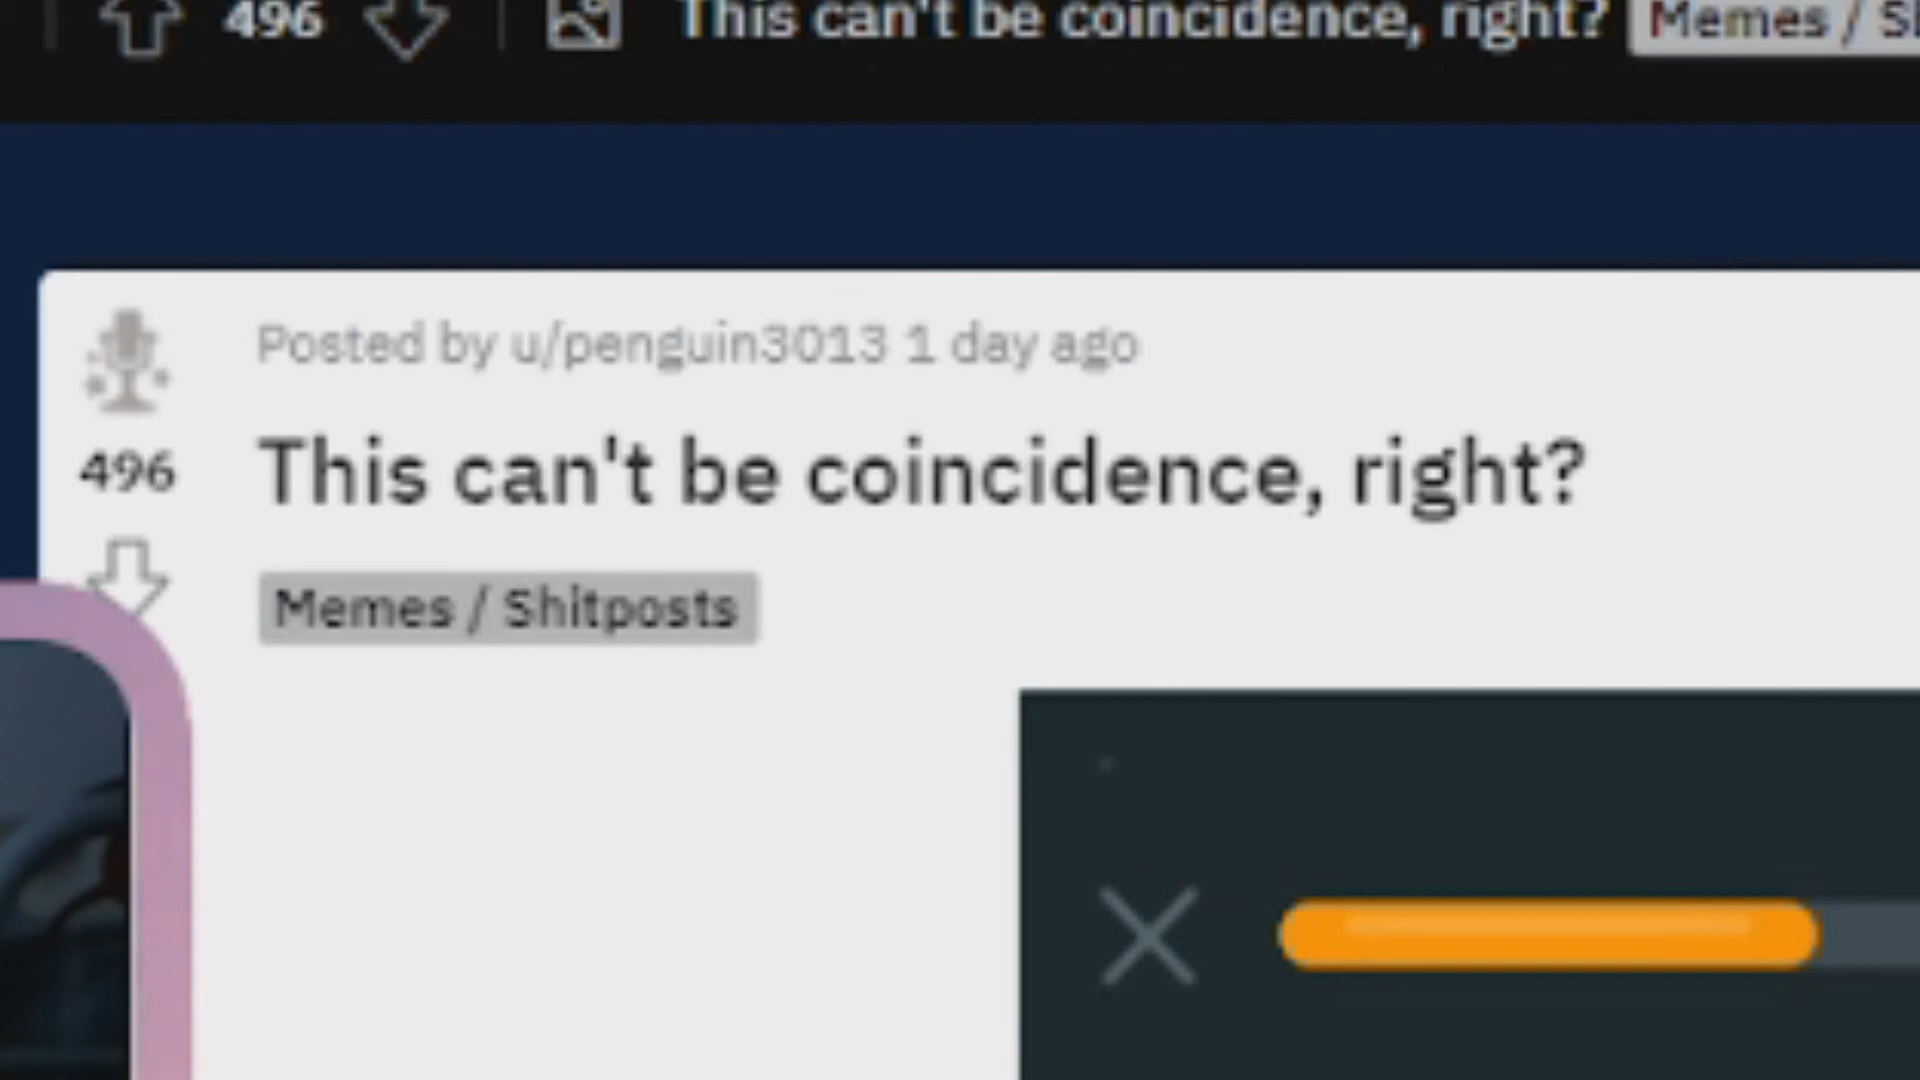 496 This can't be coincidence, right? Memes /
Posted by u/penguin3013 1 day ago
496
This can't be coincidence, right?
Memes / Shitposts